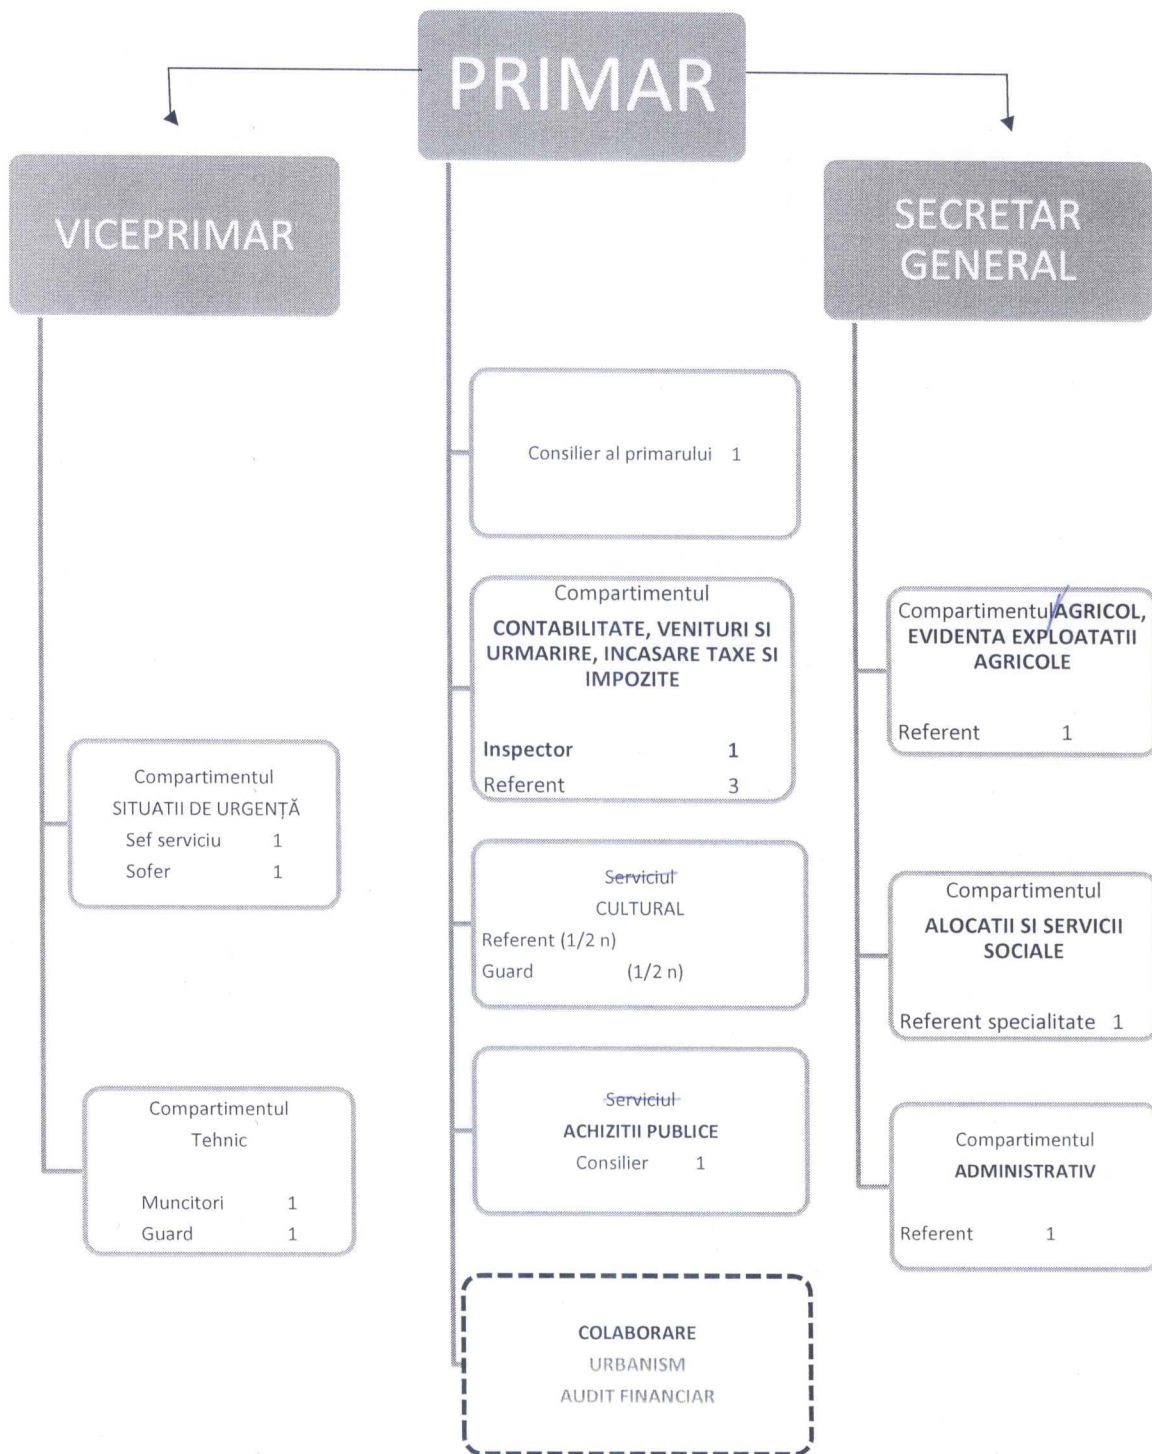 PRIMAR
VICEPRIMAR
SECRETAR
GENERAL
Consilier al primarului 1
Compartimentul
CONTABILITATE, VENITURI SI
URMARIRE, INCASARE TAXE SI
IMPOZITE
Inspector 1
Referent 3
Serviciul
CULTURAL
Referent (1/2 n)
Guard (1/2 n)
Serviciul
ACHIZITII PUBLICE
Consilier 1
COLABORARE
URBANISM
AUDIT FINANCIAR
Compartimentul
SITUATII DE URGENȚĂ
Sef serviciu 1
Sofer 1
Compartimentul
Tehnic
Muncitori 1
Guard 1
Compartimentul AGRICOL,
EVIDENTA EXPLOATATII
AGRICOLE
Referent 1
Compartimentul
ALOCATII SI SERVICII
SOCIALE
Referent specialitate 1
Compartimentul
ADMINISTRATIV
Referent 1